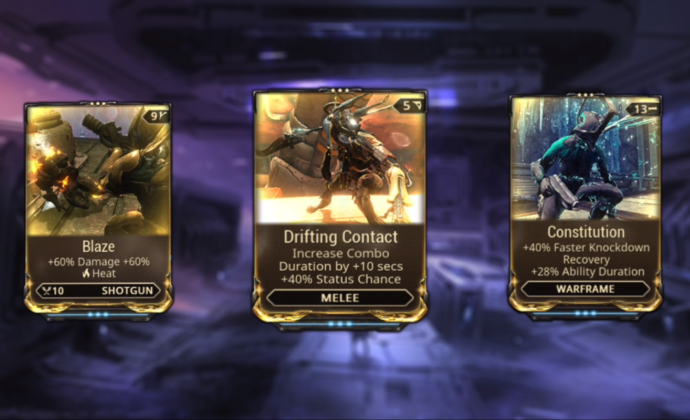 9
Blaze
+60% Damage +60%
Heat
10 SHOTGUN
5
Drifting Contact
Increase Combo
Duration by +10 secs
+40% Status Chance
MELEE
13
Constitution
+40% Faster Knockdown
Recovery
+28% Ability Duration
WARFRAME